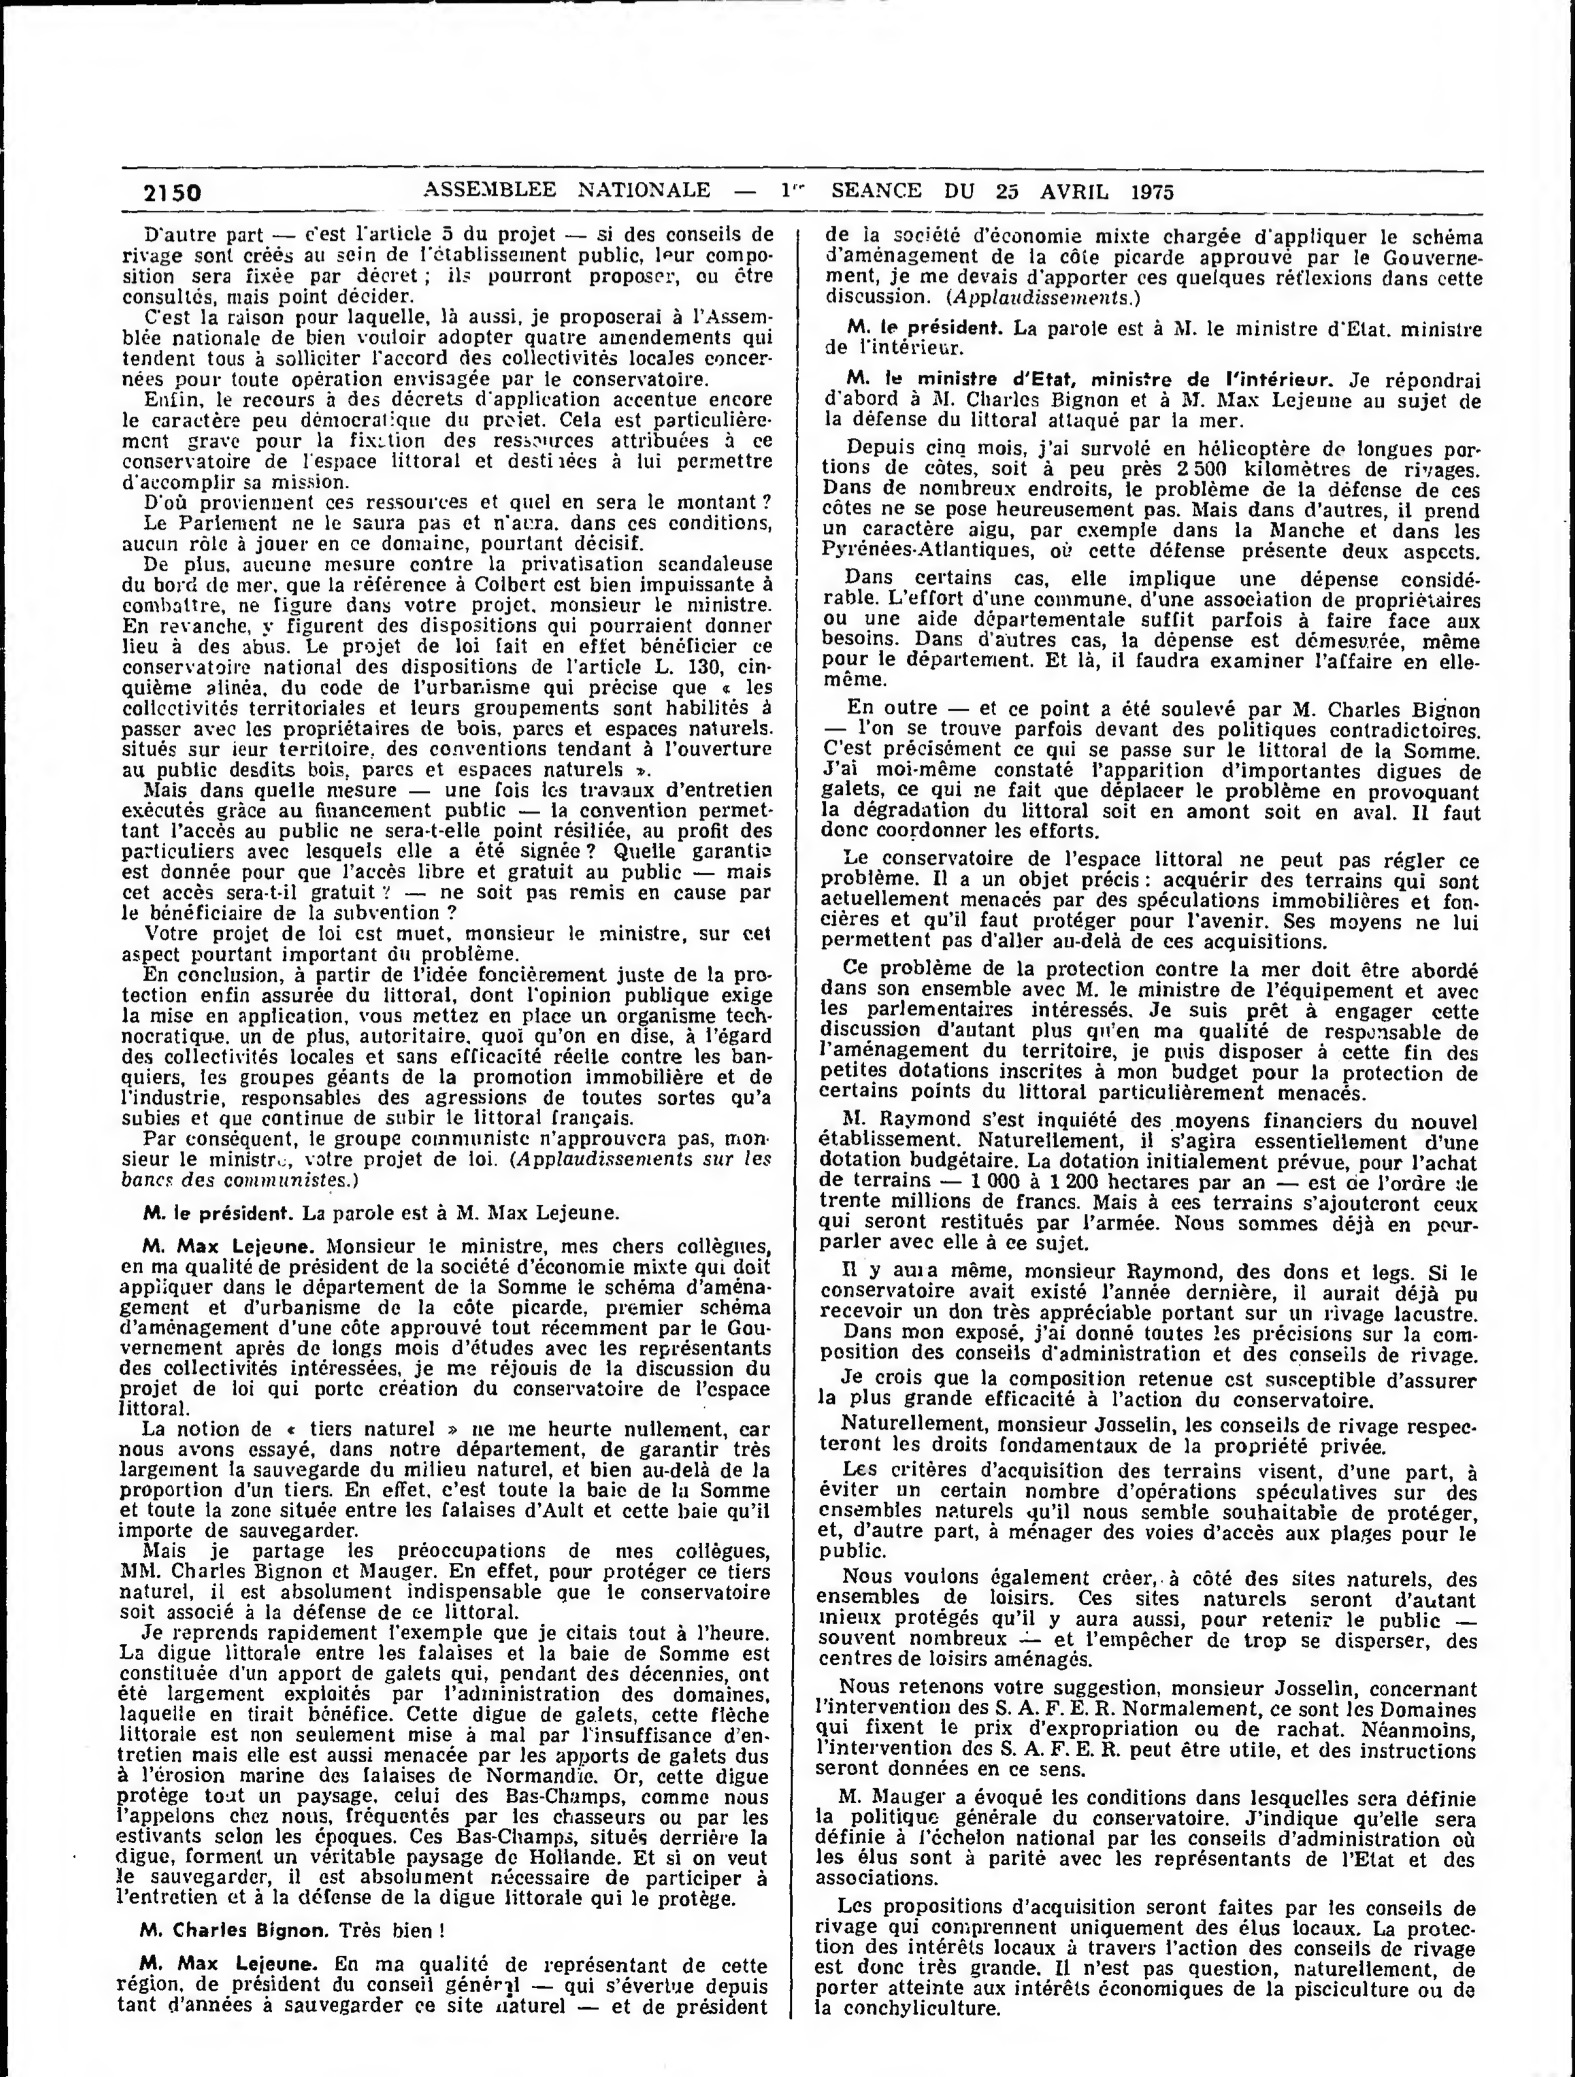 2150 ASSEMBLEE NATIONALE — 1re SEANCE DU 25 AVRIL 1975
D'autre part — c'est l'article 5 du projet — si des conseils de
rivage sont créés au sein de l'établissement public, leur compo-
sition sera fixée par décret ; ils pourront proposer, ou être
consultés, mais point décider.
C'est la raison pour laquelle, là aussi, je proposerai à l'Assem-
blée nationale de bien vouloir adopter quatre amendements qui
tendent tous à solliciter l'accord des collectivités locales concer-
nées pour toute opération envisagée par le conservatoire.
Enfin, le recours à des décrets d'application accentue encore
le caractère peu démocratique du projet. Cela est particulière-
ment grave pour la fixation des ressources attribuées à ce
conservatoire de l'espace littoral et destinées à lui permettre
d'accomplir sa mission.
D'où proviennent ces ressources et quel en sera le montant ?
Le Parlement ne le saura pas et n'aura, dans ces conditions,
aucun rôle à jouer en ce domaine, pourtant décisif.
De plus, aucune mesure contre la privatisation scandaleuse
du bord de mer, que la référence à Colbert est bien impuissante à
combattre, ne figure dans votre projet, monsieur le ministre.
En revanche, y figurent des dispositions qui pourraient donner
lieu à des abus. Le projet de loi fait en effet bénéficier ce
conservatoire national des dispositions de l'article L. 130, cin-
quième alinéa, du code de l'urbanisme qui précise que « les
collectivités territoriales et leurs groupements sont habilités à
passer avec les propriétaires de bois, parcs et espaces naturels,
situés sur leur territoire, des conventions tendant à l'ouverture
au public desdits bois, parcs et espaces naturels ».
Mais dans quelle mesure — une fois les travaux d'entretien
exécutés grâce au financement public — la convention permet-
tant l'accès au public ne sera-t-elle point résiliée, au profit des
particuliers avec lesquels elle a été signée ? Quelle garantie
est donnée pour que l'accès libre et gratuit au public — mais
cet accès sera-t-il gratuit ? — ne soit pas remis en cause par
le bénéficiaire de la subvention ?
Votre projet de loi est muet, monsieur le ministre, sur cet
aspect pourtant important du problème.
En conclusion, à partir de l'idée foncièrement juste de la pro-
tection enfin assurée du littoral, dont l'opinion publique exige
la mise en application, vous mettez en place un organisme tech-
nocratique, un de plus, autoritaire, quoi qu'on en dise, à l'égard
des collectivités locales et sans efficacité réelle contre les ban-
quiers, les groupes géants de la promotion immobilière et de
l'industrie, responsables des agressions de toutes sortes qu'a
subies et que continue de subir le littoral français.
Par conséquent, le groupe communiste n'approuvera pas, mon-
sieur le ministre, votre projet de loi. (Applaudissements sur les
bancs des communistes.)
M. le président. La parole est à M. Max Lejeune.
M. Max Lejeune. Monsieur le ministre, mes chers collègues,
en ma qualité de président de la société d'économie mixte qui doit
appliquer dans le département de la Somme le schéma d'aména-
gement et d'urbanisme de la côte picarde, premier schéma
d'aménagement d'une côte approuvé tout récemment par le Gou-
vernement après de longs mois d'études avec les représentants
des collectivités intéressées, je me réjouis de la discussion du
projet de loi qui porte création du conservatoire de l'espace
littoral.
La notion de « tiers naturel » ne me heurte nullement, car
nous avons essayé, dans notre département, de garantir très
largement la sauvegarde du milieu naturel, et bien au-delà de la
proportion d'un tiers. En effet, c'est toute la baie de la Somme
et toute la zone située entre les falaises d'Ault et cette baie qu'il
importe de sauvegarder.
Mais je partage les préoccupations de mes collègues,
MM. Charles Bignon et Mauger. En effet, pour protéger ce tiers
naturel, il est absolument indispensable que le conservatoire
soit associé à la défense de ce littoral.
Je reprends rapidement l'exemple que je citais tout à l'heure.
La digue littorale entre les falaises et la baie de Somme est
constituée d'un apport de galets qui, pendant des décennies, ont
été largement exploités par l'administration des domaines,
laquelle en tirait bénéfice. Cette digue de galets, cette flèche
littorale est non seulement mise à mal par l'insuffisance d'en-
tretien mais elle est aussi menacée par les apports de galets dus
à l'érosion marine des falaises de Normandie. Or, cette digue
protège tout un paysage, celui des Bas-Champs, comme nous
l'appelons chez nous, fréquentés par les chasseurs ou par les
estivants selon les époques. Ces Bas-Champs, situés derrière la
digue, forment un véritable paysage de Hollande. Et si on veut
le sauvegarder, il est absolument nécessaire de participer à
l'entretien et à la défense de la digue littorale qui le protège.
M. Charles Bignon. Très bien !
M. Max Lejeune. En ma qualité de représentant de cette
région, de président du conseil général — qui s'évertue depuis
tant d'années à sauvegarder ce site naturel — et de président
de la société d'économie mixte chargée d'appliquer le schéma
d'aménagement de la côte picarde approuvé par le Gouverne-
ment, je me devais d'apporter ces quelques réflexions dans cette
discussion. (Applaudissements.)
M. le président. La parole est à M. le ministre d'Etat, ministre
de l'intérieur.
M. le ministre d'Etat, ministre de l'intérieur. Je répondrai
d'abord à M. Charles Bignon et à M. Max Lejeune au sujet de
la défense du littoral attaqué par la mer.
Depuis cinq mois, j'ai survolé en hélicoptère de longues por-
tions de côtes, soit à peu près 2 500 kilomètres de rivages.
Dans de nombreux endroits, le problème de la défense de ces
côtes ne se pose heureusement pas. Mais dans d'autres, il prend
un caractère aigu, par exemple dans la Manche et dans les
Pyrénées-Atlantiques, où cette défense présente deux aspects.
Dans certains cas, elle implique une dépense considé-
rable. L'effort d'une commune, d'une association de propriétaires
ou une aide départementale suffit parfois à faire face aux
besoins. Dans d'autres cas, la dépense est démesurée, même
pour le département. Et là, il faudra examiner l'affaire en elle-
même.
En outre — et ce point a été soulevé par M. Charles Bignon
— l'on se trouve parfois devant des politiques contradictoires.
C'est précisément ce qui se passe sur le littoral de la Somme.
J'ai moi-même constaté l'apparition d'importantes digues de
galets, ce qui ne fait que déplacer le problème en provoquant
la dégradation du littoral soit en amont soit en aval. Il faut
donc coordonner les efforts.
Le conservatoire de l'espace littoral ne peut pas régler ce
problème. Il a un objet précis : acquérir des terrains qui sont
actuellement menacés par des spéculations immobilières et fon-
cières et qu'il faut protéger pour l'avenir. Ses moyens ne lui
permettent pas d'aller au-delà de ces acquisitions.
Ce problème de la protection contre la mer doit être abordé
dans son ensemble avec M. le ministre de l'équipement et avec
les parlementaires intéressés. Je suis prêt à engager cette
discussion d'autant plus qu'en ma qualité de responsable de
l'aménagement du territoire, je puis disposer à cette fin des
petites dotations inscrites à mon budget pour la protection de
certains points du littoral particulièrement menacés.
M. Raymond s'est inquiété des moyens financiers du nouvel
établissement. Naturellement, il s'agira essentiellement d'une
dotation budgétaire. La dotation initialement prévue, pour l'achat
de terrains — 1 000 à 1 200 hectares par an — est de l'ordre de
trente millions de francs. Mais à ces terrains s'ajouteront ceux
qui seront restitués par l'armée. Nous sommes déjà en pour-
parler avec elle à ce sujet.
Il y aura même, monsieur Raymond, des dons et legs. Si le
conservatoire avait existé l'année dernière, il aurait déjà pu
recevoir un don très appréciable portant sur un rivage lacustre.
Dans mon exposé, j'ai donné toutes les précisions sur la com-
position des conseils d'administration et des conseils de rivage.
Je crois que la composition retenue est susceptible d'assurer
la plus grande efficacité à l'action du conservatoire.
Naturellement, monsieur Josselin, les conseils de rivage respec-
teront les droits fondamentaux de la propriété privée.
Les critères d'acquisition des terrains visent, d'une part, à
éviter un certain nombre d'opérations spéculatives sur des
ensembles naturels qu'il nous semble souhaitable de protéger,
et, d'autre part, à ménager des voies d'accès aux plages pour le
public.
Nous voulons également créer, à côté des sites naturels, des
ensembles de loisirs. Ces sites naturels seront d'autant
mieux protégés qu'il y aura aussi, pour retenir le public —
souvent nombreux — et l'empêcher de trop se disperser, des
centres de loisirs aménagés.
Nous retenons votre suggestion, monsieur Josselin, concernant
l'intervention des S. A. F. E. R. Normalement, ce sont les Domaines
qui fixent le prix d'expropriation ou de rachat. Néanmoins,
l'intervention des S. A. F. E. R. peut être utile, et des instructions
seront données en ce sens.
M. Mauger a évoqué les conditions dans lesquelles sera définie
la politique générale du conservatoire. J'indique qu'elle sera
définie à l'échelon national par les conseils d'administration où
les élus sont à parité avec les représentants de l'Etat et des
associations.
Les propositions d'acquisition seront faites par les conseils de
rivage qui comprennent uniquement des élus locaux. La protec-
tion des intérêts locaux à travers l'action des conseils de rivage
est donc très grande. Il n'est pas question, naturellement, de
porter atteinte aux intérêts économiques de la pisciculture ou de
la conchyliculture.